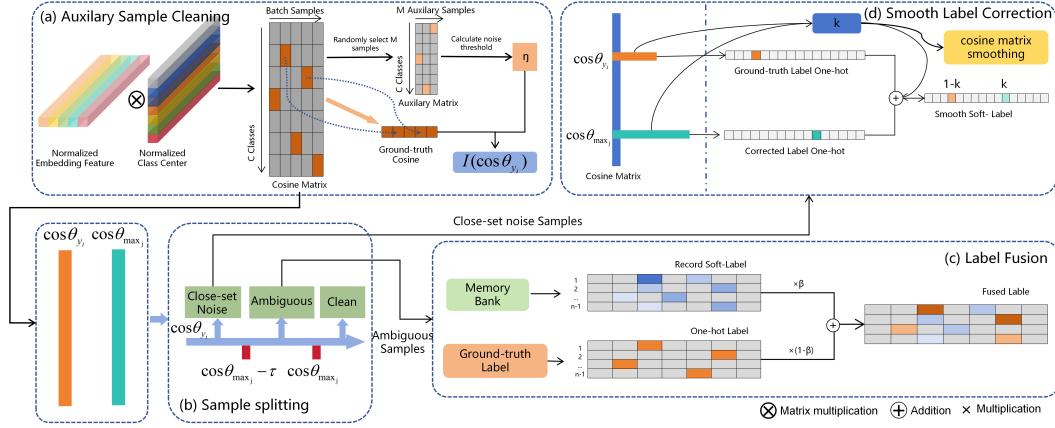 (a) Auxilary Sample Cleaning
Batch Samples
M Auxilary Samples
Randomly select M
samples
Calculate noise
threshold
η
C Classes
C Classes
Auxilary Matrix
Ground-truth
Cosine
I(cosθ_{y_i})
Normalized
Embedding Feature
Normalized
Class Center
Cosine Matrix
(d) Smooth Label Correction
k
cosine matrix
smoothing
cosθ_{y_i}
Ground-truth Label One-hot
1-k
k
Smooth Soft- Label
cosθ_{max_j}
Corrected Label One-hot
Cosine Matrix
Close-set noise Samples
cosθ_{y_i}
cosθ_{max_j}
Close-set
Noise
Ambiguous
Clean
cosθ_{y_i}
cosθ_{max_j} − τ
cosθ_{max_j}
(b) Sample splitting
Ambiguous
Samples
(c) Label Fusion
Memory
Bank
Record Soft-Label
1
2
...
n-1
×β
Fused Lable
Ground-truth
Label
One-hot Label
1
2
...
n-1
×(1-β)
Matrix multiplication
Addition
× Multiplication